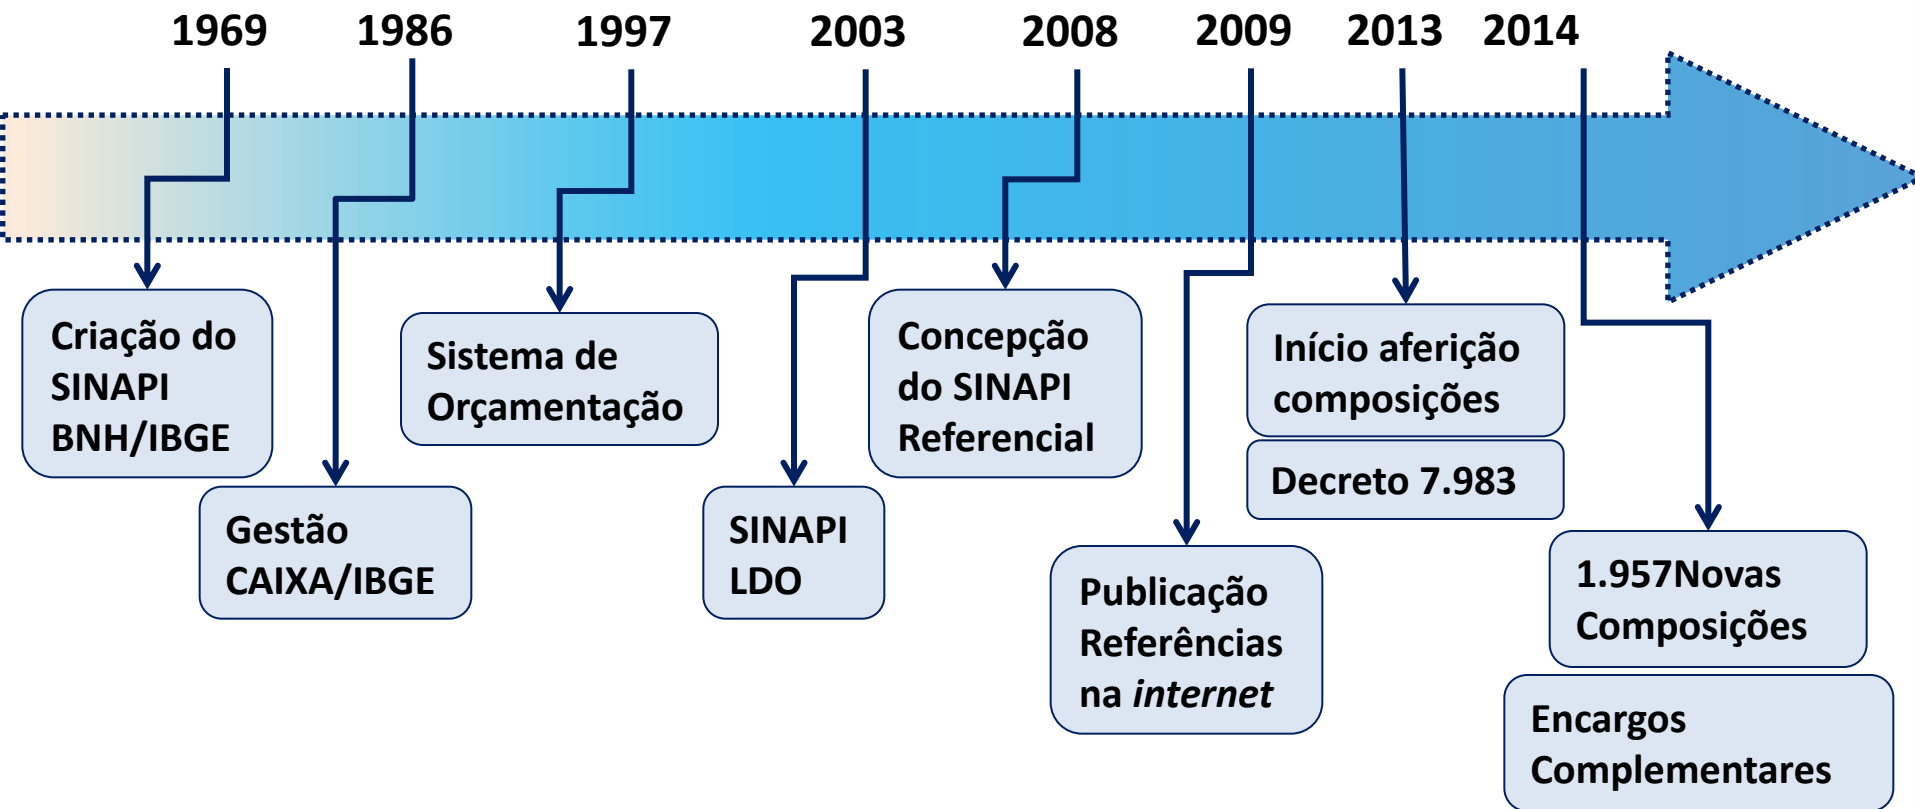 1969 1986 1997 2003 2008 2009 2013 2014
Criação do
SINAPI
BNH/IBGE
Gestão
CAIXA/IBGE
Sistema de
Orçamentação
SINAPI
LDO
Concepção
do SINAPI
Referencial
Publicação
Referências
na internet
Início aferição
composições
Decreto 7.983
1.957Novas
Composições
Encargos
Complementares